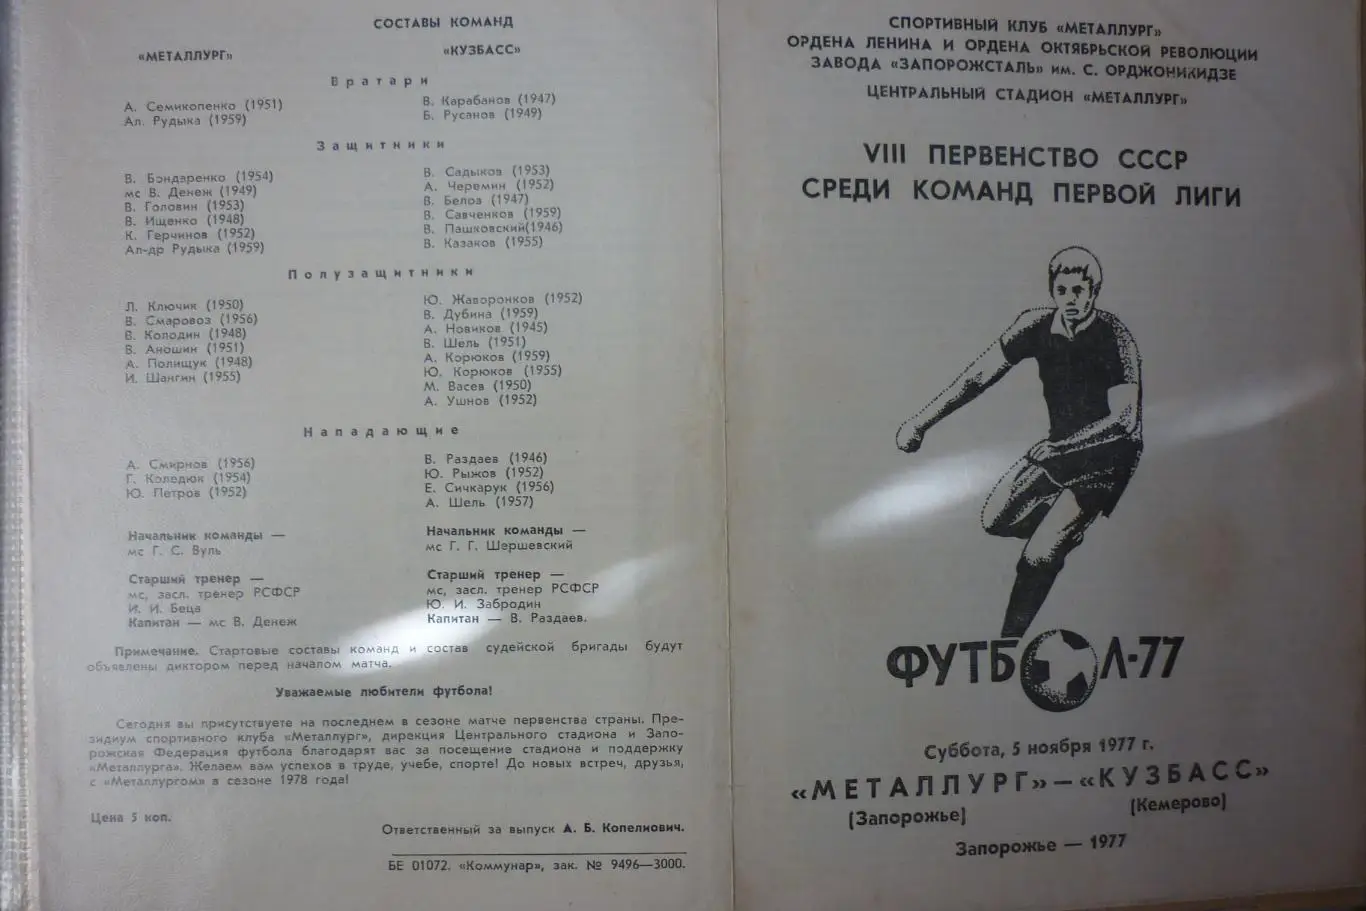 СОСТАВЫ КОМАНД
«МЕТАЛЛУРГ»
«КУЗБАСС»
Вратари
А. Семикопенко (1951)
Ал. Рудыка (1959)
В. Карабанов (1947)
Б. Русанов (1949)
Защитники
В. Бондаренко (1954)
мс В. Денеж (1949)
В. Головин (1953)
В. Ищенко (1948)
К. Герчинов (1952)
Ал-др Рудыка (1959)
В. Садыков (1953)
А. Черемин (1952)
В. Белов (1947)
В. Савченков (1959)
В. Пашковский(1946)
В. Казаков (1955)
Полузащитники
Л. Ключик (1950)
В. Смаровоз (1956)
В. Колодин (1948)
В. Аношин (1951)
А. Полищук (1948)
И. Шангин (1955)
Ю. Жаворонков (1952)
В. Дубина (1959)
А. Новиков (1945)
В. Шель (1951)
А. Корюков (1959)
Ю. Корюков (1955)
М. Васев (1950)
А. Ушнов (1952)
Нападающие
А. Смирнов (1956)
Г. Коледюк (1954)
Ю. Петров (1952)
В. Раздаев (1946)
Ю. Рыжов (1952)
Е. Сичкарук (1956)
А. Шель (1957)
Начальник команды —
мс Г. С. Вуль
Старший тренер —
мс, засл. тренер РСФСР
И. И. Беца
Капитан — мс В. Денеж
Начальник команды —
мс Г. Г. Шершевский
Старший тренер —
мс, засл. тренер РСФСР
Ю. И. Забродин
Капитан — В. Раздаев.
Примечание. Стартовые составы команд и состав судейской бригады будут
объявлены диктором перед началом матча.
Уважаемые любители футбола!
Сегодня вы присутствуете на последнем в сезоне матче первенства страны. Пре-
зидиум спортивного клуба «Металлург», дирекция Центрального стадиона и Запо-
рожская Федерация футбола благодарят вас за посещение стадиона и поддержку
«Металлурга». Желаем вам успехов в труде, учебе, спорте! До новых встреч, друзья,
с «Металлургом» в сезоне 1978 года!
Цена 5 коп.
Ответственный за выпуск А. Б. Копелиович.
БЕ 01072. «Коммунар», зак. № 9496—3000.
СПОРТИВНЫЙ КЛУБ «МЕТАЛЛУРГ»
ОРДЕНА ЛЕНИНА И ОРДЕНА ОКТЯБРЬСКОЙ РЕВОЛЮЦИИ
ЗАВОДА «ЗАПОРОЖСТАЛЬ» им. С. ОРДЖОНИКИДЗЕ
ЦЕНТРАЛЬНЫЙ СТАДИОН «МЕТАЛЛУРГ»
VIII ПЕРВЕНСТВО СССР
СРЕДИ КОМАНД ПЕРВОЙ ЛИГИ
ФУТБОЛ-77
Суббота, 5 ноября 1977 г.
«МЕТАЛЛУРГ»—«КУЗБАСС»
(Запорожье)
(Кемерово)
Запорожье — 1977